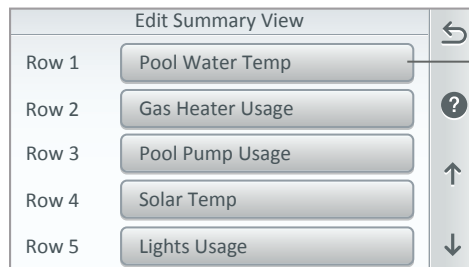 Edit Summary View
Row 1 Pool Water Temp
Row 2 Gas Heater Usage
Row 3 Pool Pump Usage
Row 4 Solar Temp
Row 5 Lights Usage
?